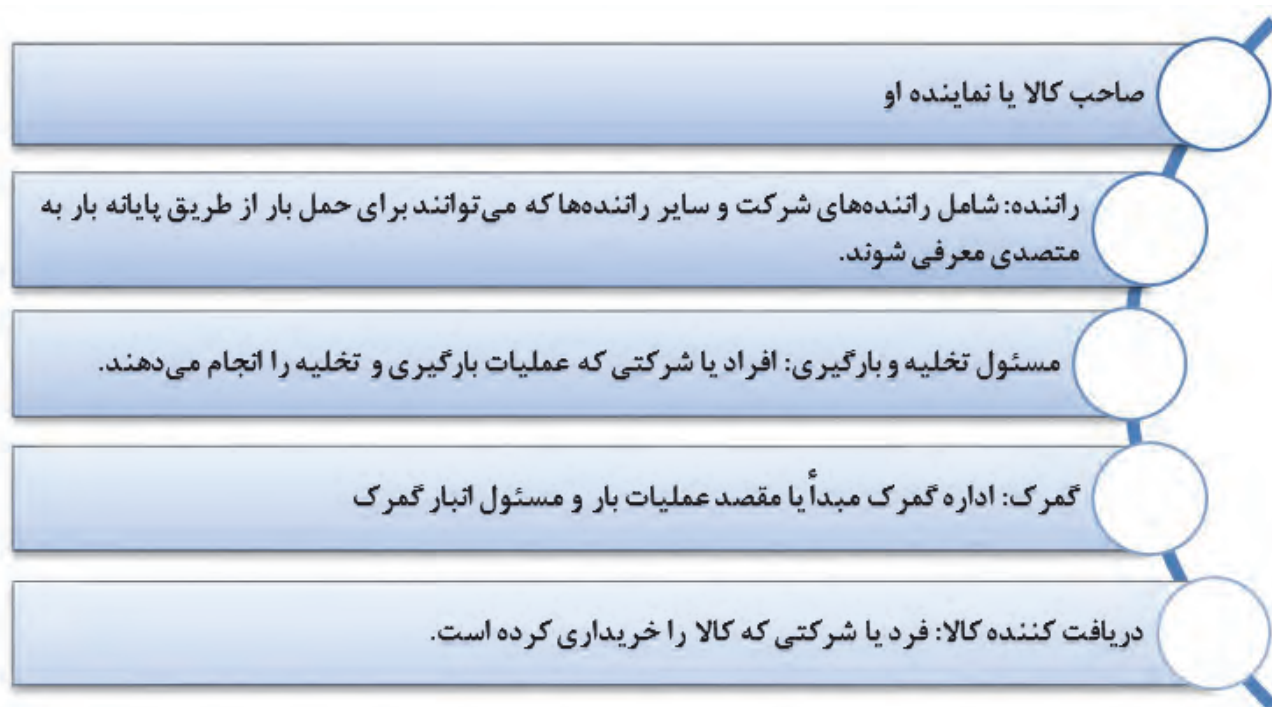 صاحب کالا یا نماینده او
راننده: شامل راننده‌های شرکت و سایر راننده‌ها که می‌توانند برای حمل بار از طریق پایانه بار به
متصدی معرفی شوند.
مسئول تخلیه و بارگیری: افراد یا شرکتی که عملیات بارگیری و تخلیه را انجام می‌دهند.
گمرک: اداره گمرک مبدأ یا مقصد عملیات بار و مسئول انبار گمرک
دریافت کننده کالا: فرد یا شرکتی که کالا را خریداری کرده است.